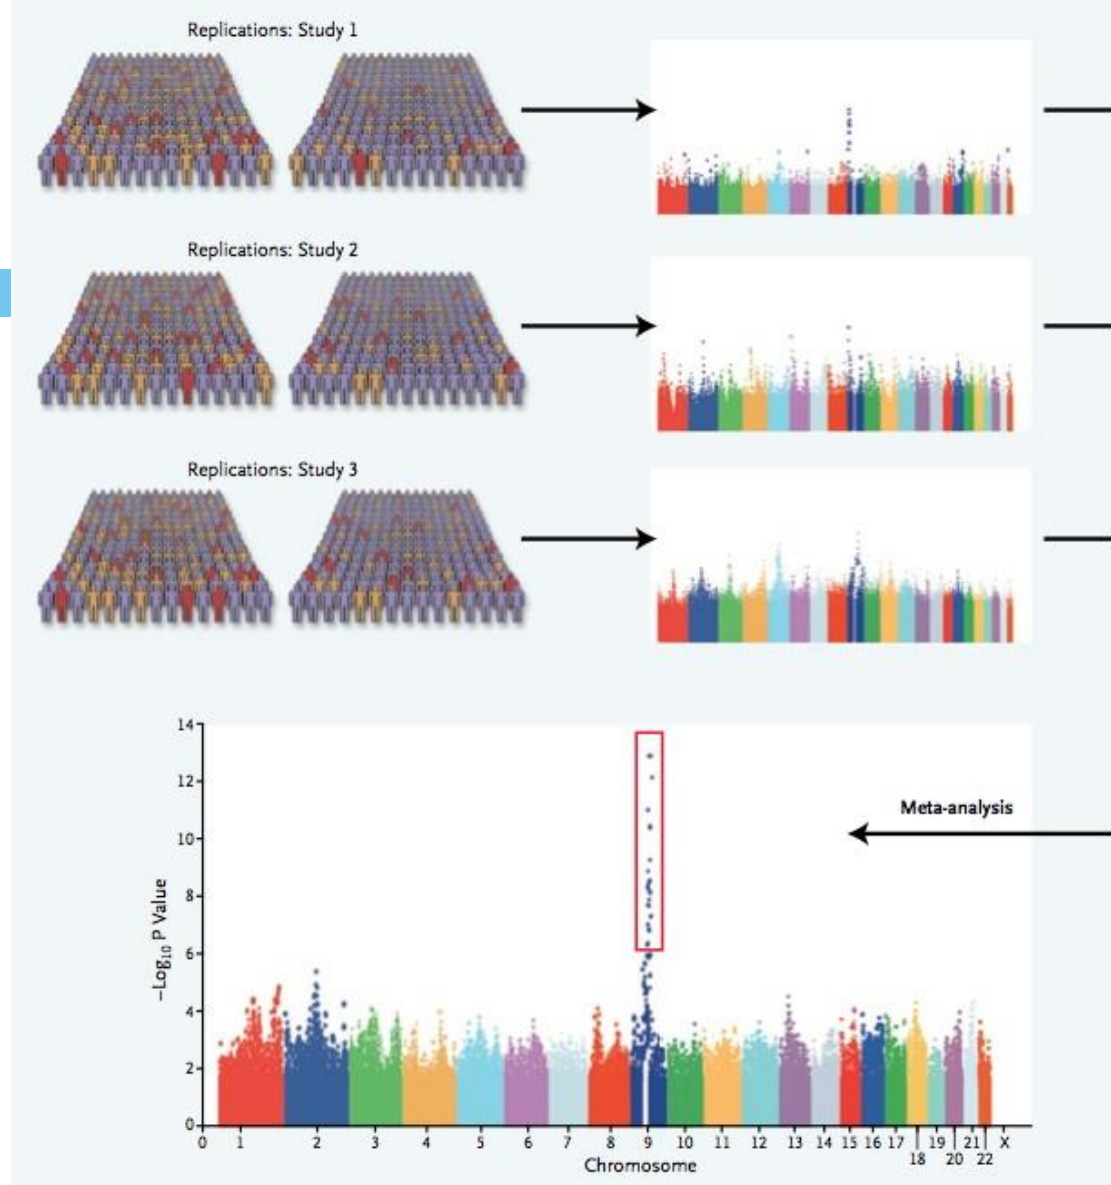 Replications: Study 1
Replications: Study 2
Replications: Study 3
Meta-analysis
−Log₁₀ P Value
14
12
10
8
6
4
2
0
0 1 2 3 4 5 6 7 8 9 10 11 12 13 14 15 16 17 18 19 20 21 22 X
Chromosome